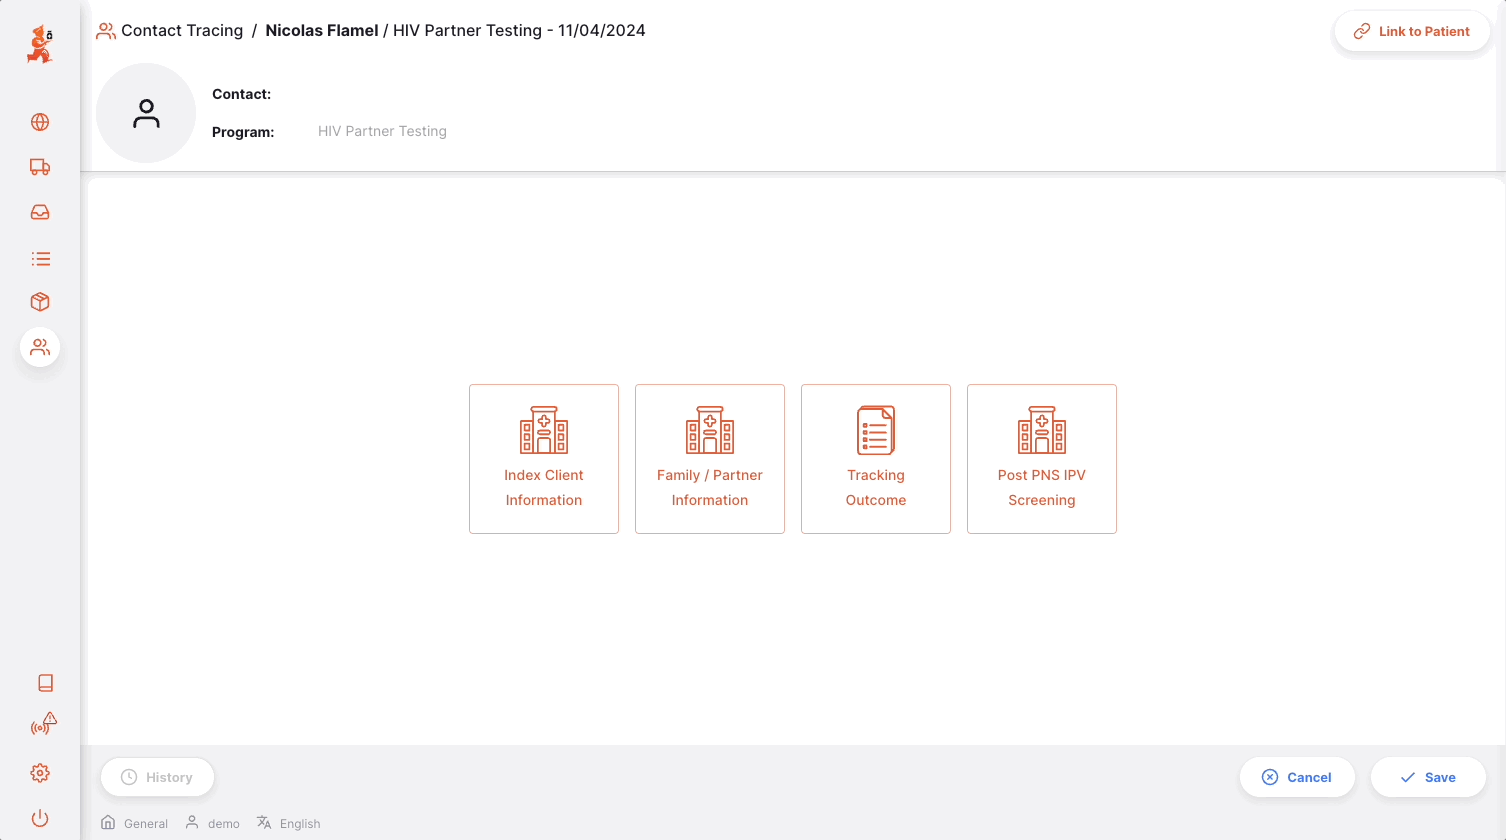 Contact Tracing / Nicolas Flamel / HIV Partner Testing - 11/04/2024
Link to Patient
Contact:
Program: HIV Partner Testing
Index Client
Information
Family / Partner
Information
Tracking
Outcome
Post PNS IPV
Screening
History
Cancel
Save
General
demo
English